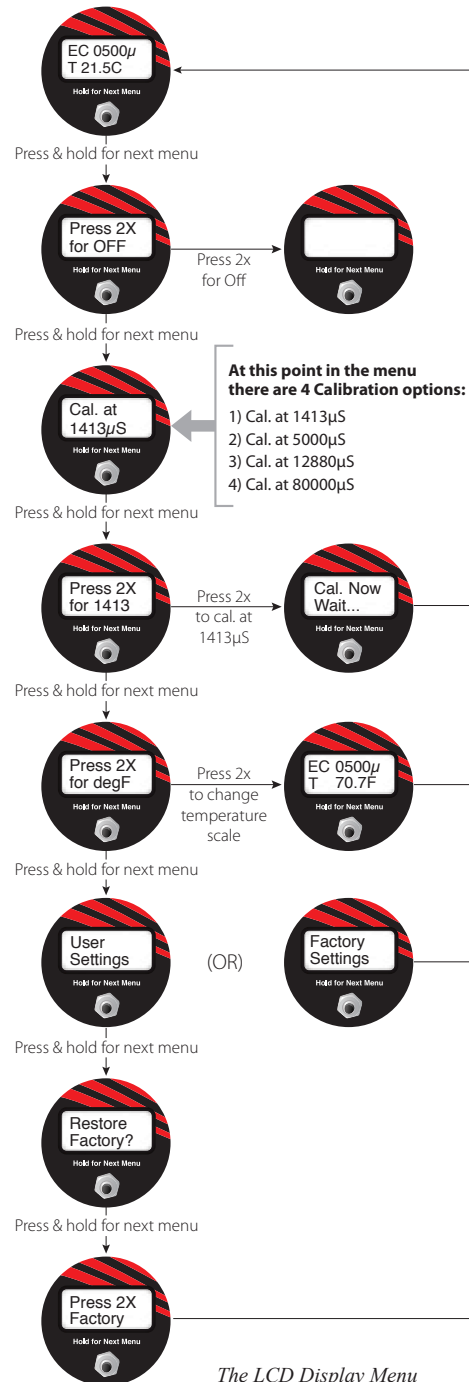 EC 0500µ
T 21.5C
Hold for Next Menu
Press & hold for next menu
Press 2X
for OFF
Hold for Next Menu
Press 2x
for Off
Hold for Next Menu
Press & hold for next menu
Cal. at
1413µS
Hold for Next Menu
At this point in the menu
there are 4 Calibration options:
1) Cal. at 1413µS
2) Cal. at 5000µS
3) Cal. at 12880µS
4) Cal. at 80000µS
Press & hold for next menu
Press 2X
for 1413
Hold for Next Menu
Press 2x
to cal. at
1413µS
Cal. Now
Wait...
Hold for Next Menu
Press & hold for next menu
Press 2X
for degF
Hold for Next Menu
Press 2x
to change
temperature
scale
EC 0500µ
T 70.7F
Hold for Next Menu
Press & hold for next menu
User
Settings
Hold for Next Menu
(OR)
Factory
Settings
Hold for Next Menu
Press & hold for next menu
Restore
Factory?
Hold for Next Menu
Press & hold for next menu
Press 2X
Factory
Hold for Next Menu
The LCD Display Menu